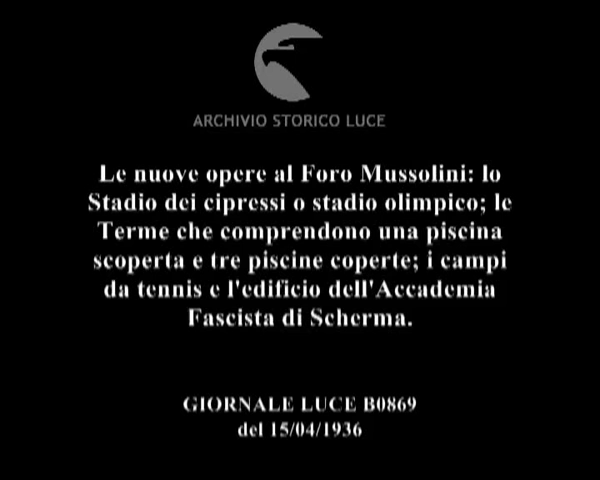 ARCHIVIO STORICO LUCE
Le nuove opere al Foro Mussolini: lo
Stadio dei cipressi o stadio olimpico; le
Terme che comprendono una piscina
scoperta e tre piscine coperte; i campi
da tennis e l'edificio dell'Accademia
Fascista di Scherma.
GIORNALE LUCE B0869
del 15/04/1936